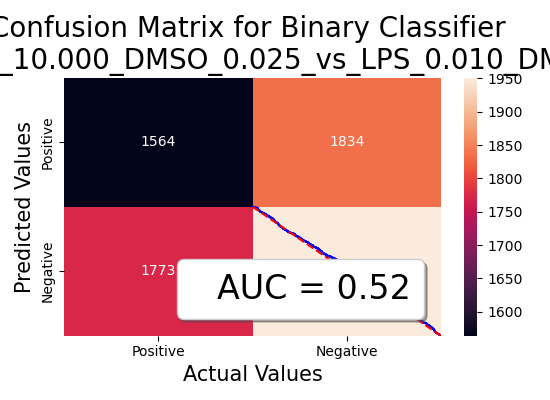 Confusion Matrix for Binary Classifier
_10.000_DMSO_0.025_vs_LPS_0.010_DM
Predicted Values
Positive
Negative
1564
1834
1773
AUC = 0.52
Positive
Negative
Actual Values
1950
1900
1850
1800
1750
1700
1650
1600